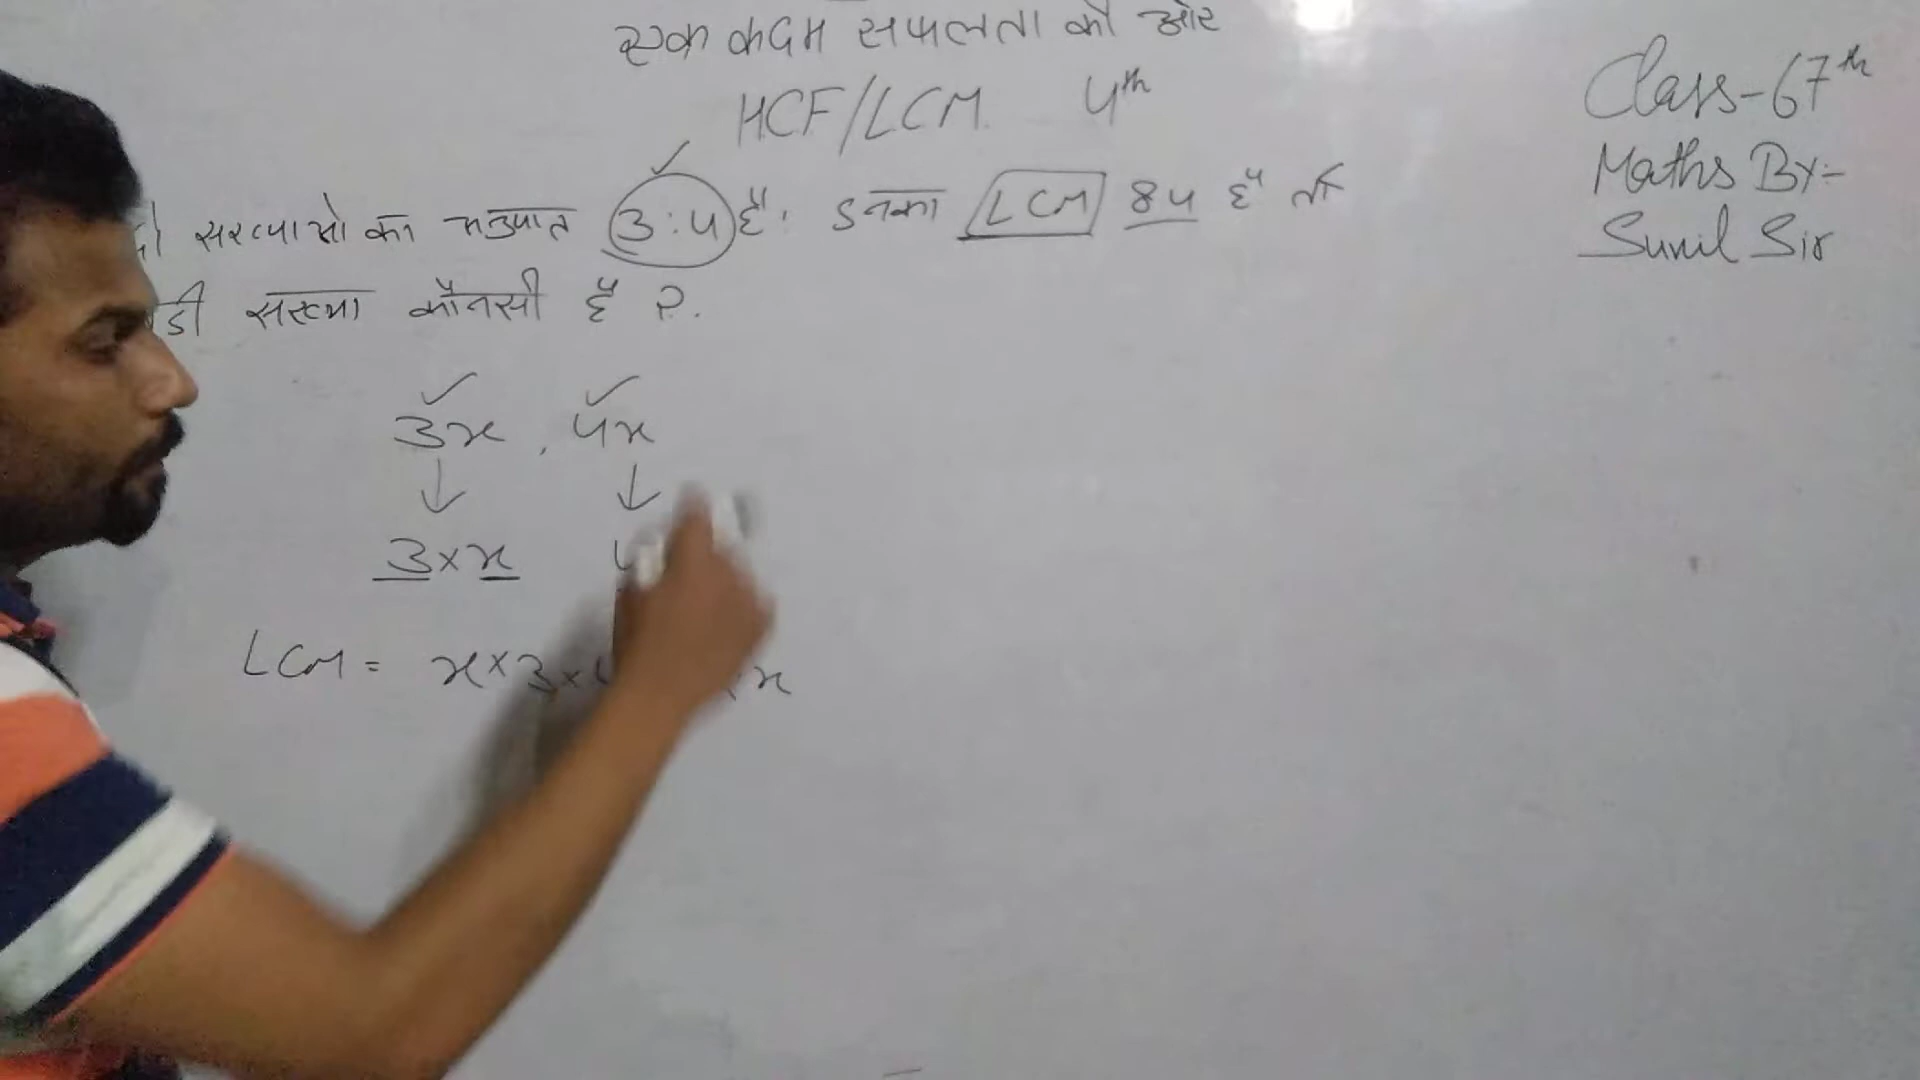 एक कदम सफलता की ओर
HCF/LCM 4th
Class-67th
Maths By:-
Sunil Sir
संख्याओ का अनुपात 3:4 है। इनका LCM 84 है तो
संख्या कौनसी है ?.
3x, 4x
3×x
LCM = x×3×